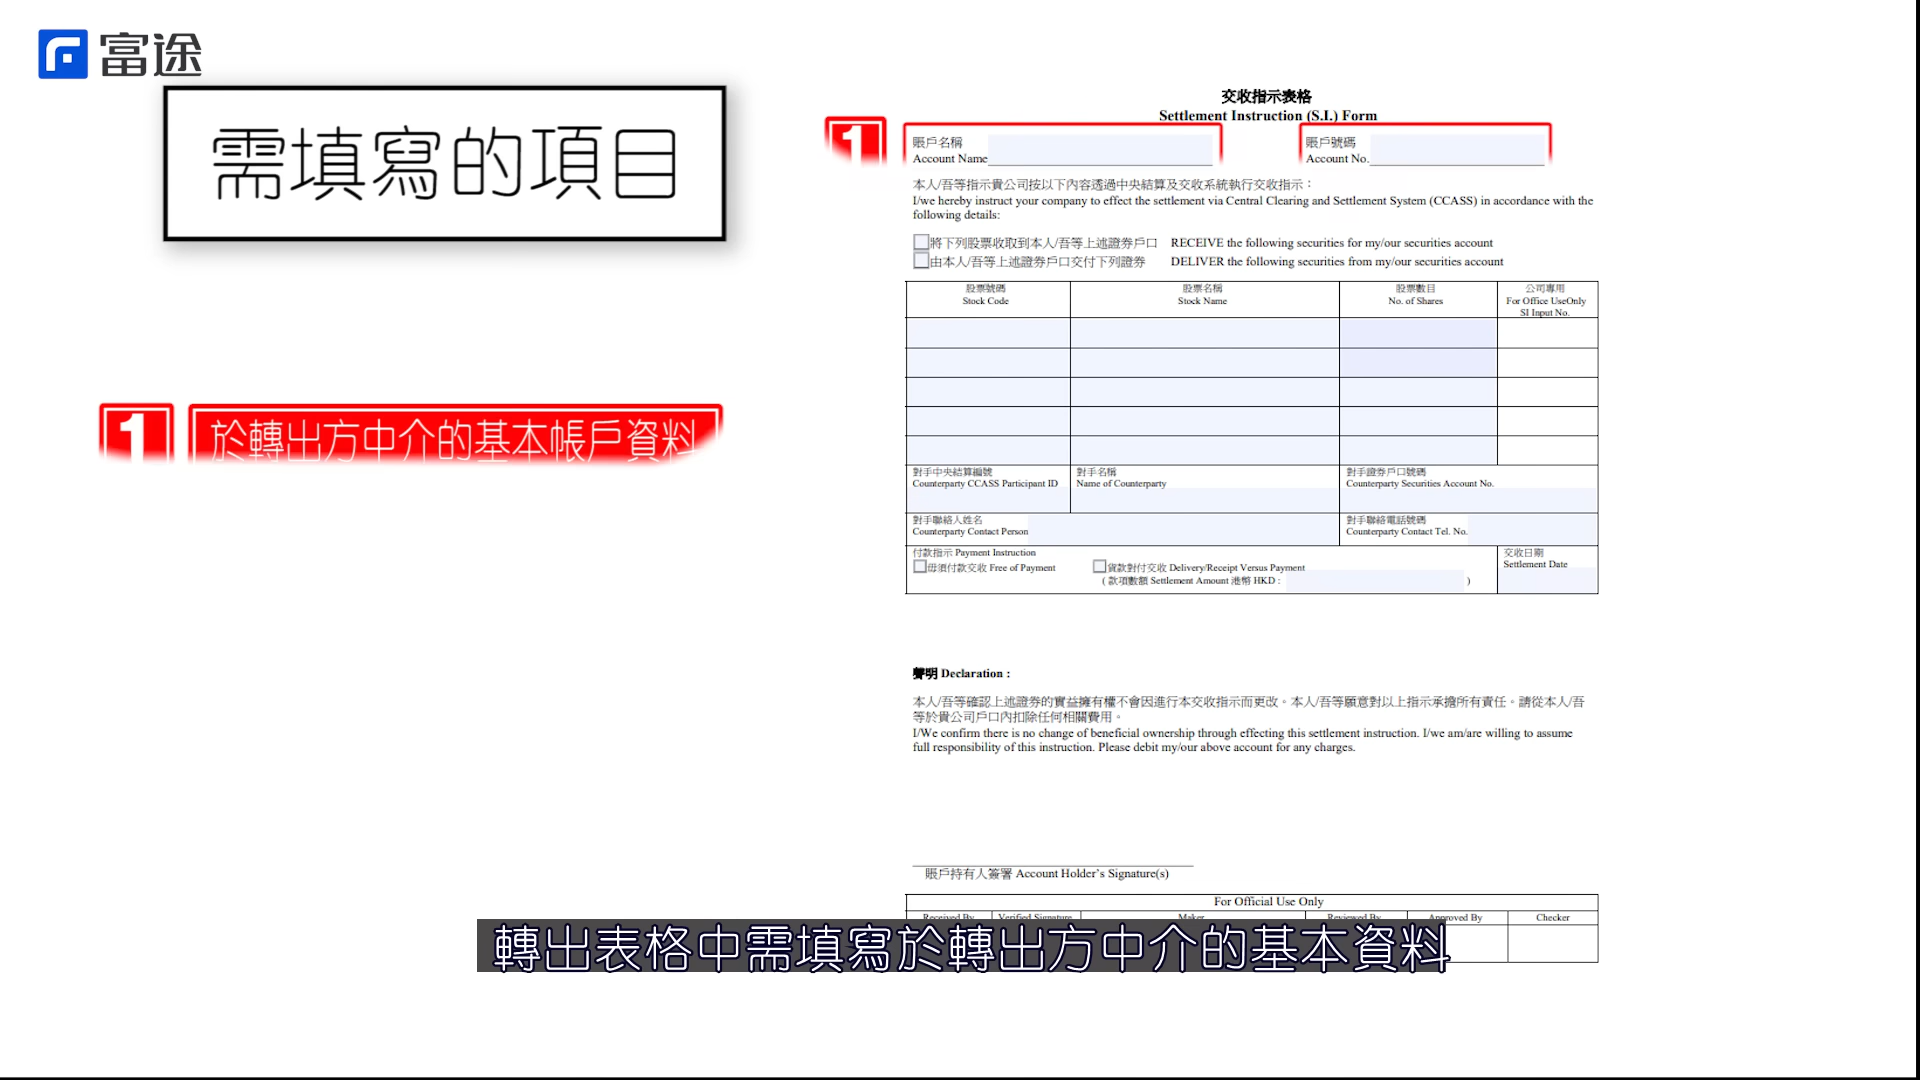 富途
需填寫的項目
1 於轉出方中介的基本帳戶資料
交收指示表格
Settlement Instruction (S.I.) Form
1
賬戶名稱
Account Name
賬戶號碼
Account No.
本人/吾等指示貴公司按以下內容透過中央結算及交收系統執行交收指示：
I/we hereby instruct your company to effect the settlement via Central Clearing and Settlement System (CCASS) in accordance with the
following details:
將下列股票收取到本人/吾等上述證券戶口 RECEIVE the following securities for my/our securities account
由本人/吾等上述證券戶口交付下列證券 DELIVER the following securities from my/our securities account
股票號碼
Stock Code
股票名稱
Stock Name
股票數目
No. of Shares
公司專用
For Office UseOnly
SI Input No.
對手中央結算編號
Counterparty CCASS Participant ID
對手名稱
Name of Counterparty
對手證券戶口號碼
Counterparty Securities Account No.
對手聯絡人姓名
Counterparty Contact Person
對手聯絡電話號碼
Counterparty Contact Tel. No.
付款指示 Payment Instruction
毋須付款交收 Free of Payment
貨款對付交收 Delivery/Receipt Versus Payment
( 款項數額 Settlement Amount 港幣 HKD : )
交收日期
Settlement Date
聲明 Declaration :
本人/吾等確認上述證券的實益擁有權不會因進行本交收指示而更改。本人/吾等願意對以上指示承擔所有責任。請從本人/吾
等於貴公司戶口內扣除任何相關費用。
I/We confirm there is no change of beneficial ownership through effecting this settlement instruction. I/we am/are willing to assume
full responsibility of this instruction. Please debit my/our above account for any charges.
賬戶持有人簽署 Account Holder's Signature(s)
For Official Use Only
Received By Verified Signature Maker Reviewed By Approved By Checker
轉出表格中需填寫於轉出方中介的基本資料